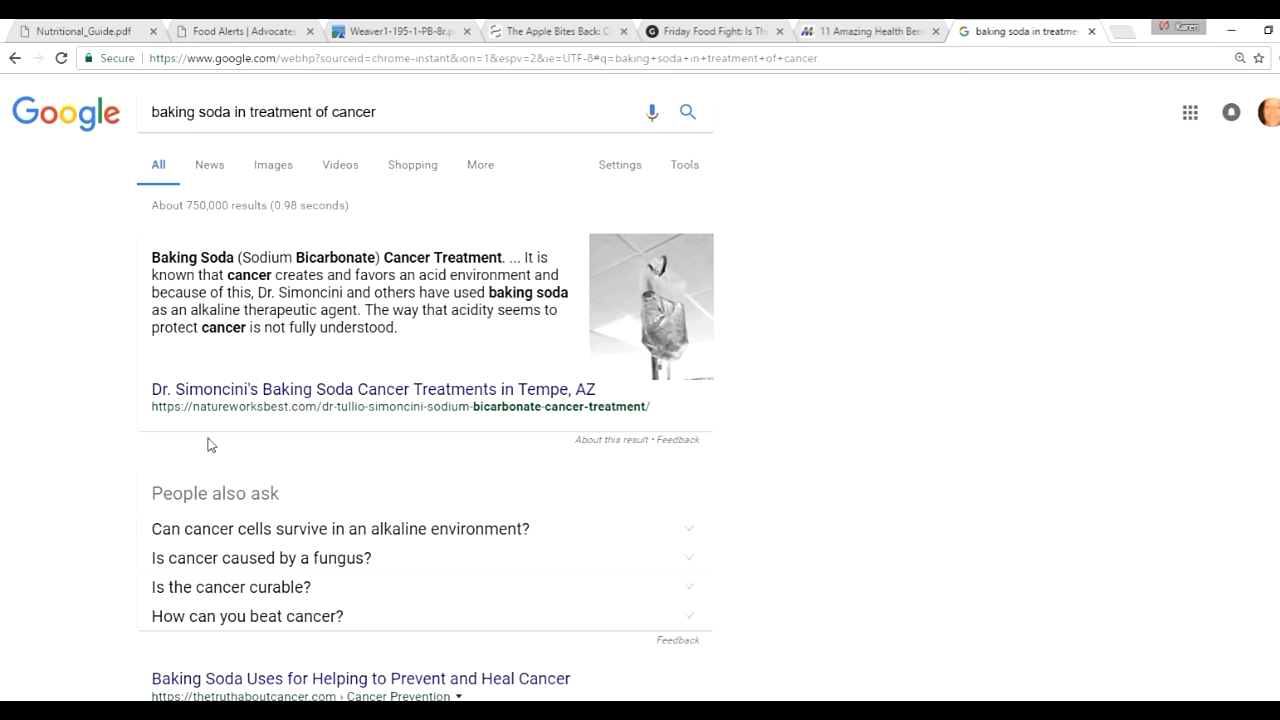 Nutritional_Guide.pdf
Food Alerts | Advocates
Weaver1-195-1-PB-8r.p
The Apple Bites Back: C
Friday Food Fight: Is Th
11 Amazing Health Ben
baking soda in treatme
Karen
Secure
https://www.google.com/webhp?sourceid=chrome-instant&ion=1&espv=2&ie=UTF-8#q=baking+soda+in+treatment+of+cancer
Google
baking soda in treatment of cancer
All
News
Images
Videos
Shopping
More
Settings
Tools
About 750,000 results (0.98 seconds)
Baking Soda (Sodium Bicarbonate) Cancer Treatment. ... It is
known that cancer creates and favors an acid environment and
because of this, Dr. Simoncini and others have used baking soda
as an alkaline therapeutic agent. The way that acidity seems to
protect cancer is not fully understood.
Dr. Simoncini's Baking Soda Cancer Treatments in Tempe, AZ
https://natureworksbest.com/dr-tullio-simoncini-sodium-bicarbonate-cancer-treatment/
About this result • Feedback
People also ask
Can cancer cells survive in an alkaline environment?
Is cancer caused by a fungus?
Is the cancer curable?
How can you beat cancer?
Feedback
Baking Soda Uses for Helping to Prevent and Heal Cancer
https://thetruthaboutcancer.com › Cancer Prevention